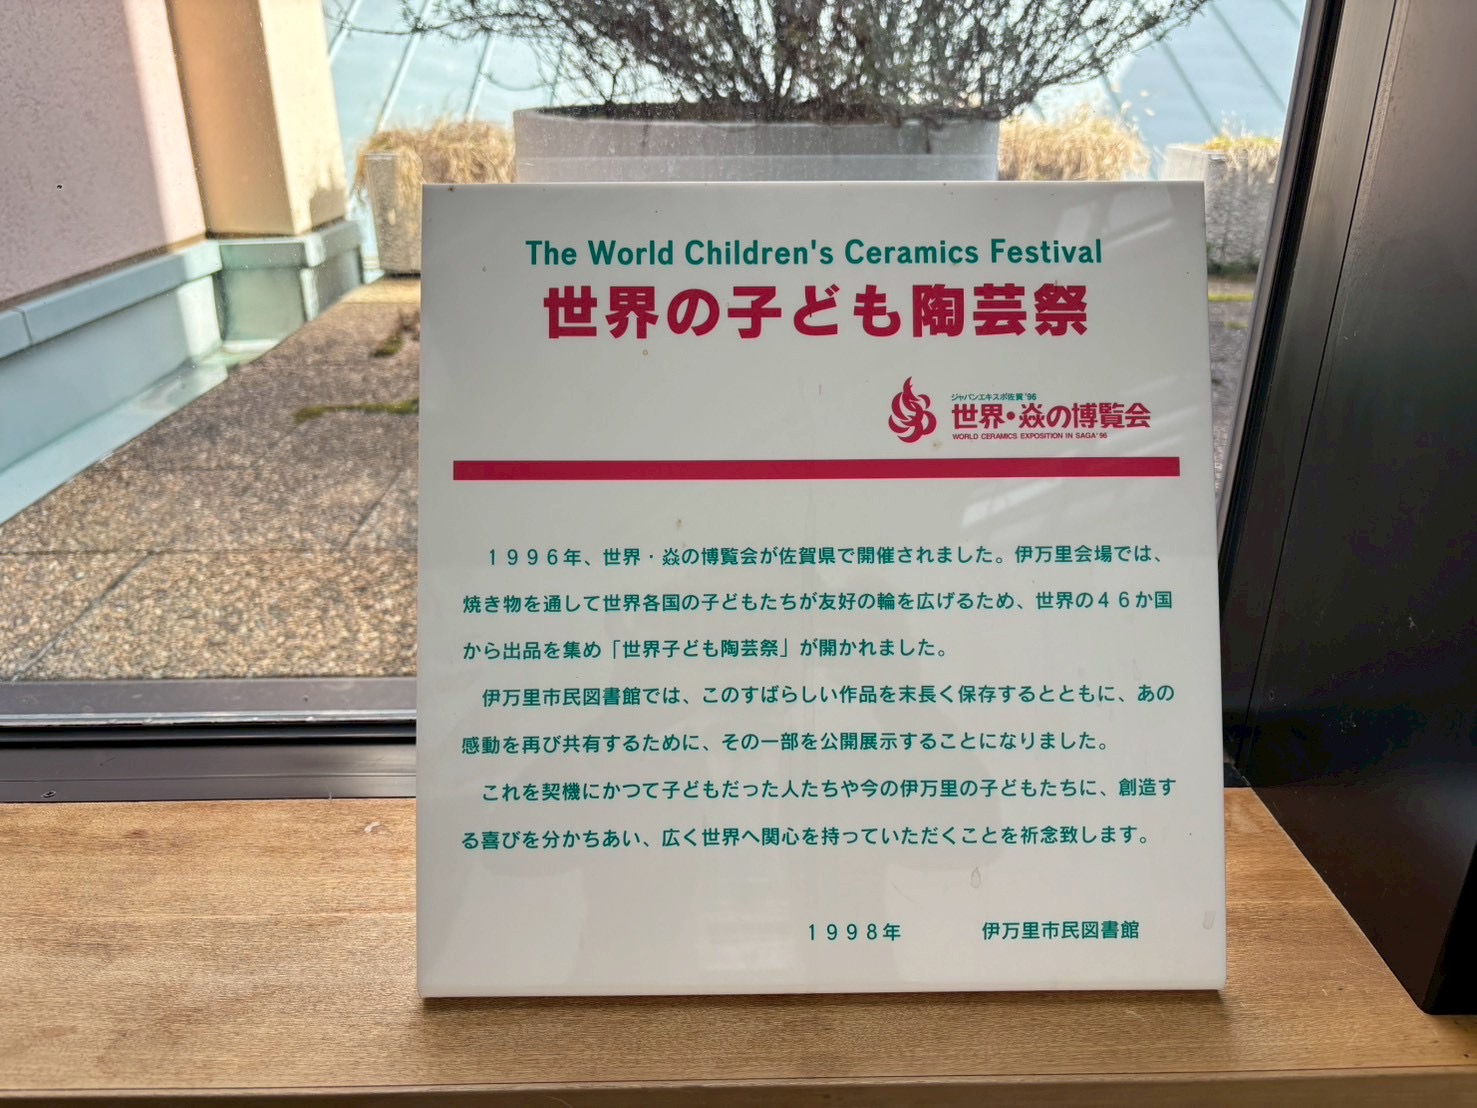 The World Children's Ceramics Festival
世界の子ども陶芸祭
ジャパンエキスポ佐賀'96
世界・焱の博覧会
WORLD CERAMICS EXPOSITION IN SAGA'96
１９９６年、世界・焱の博覧会が佐賀県で開催されました。伊万里会場では、
焼き物を通して世界各国の子どもたちが友好の輪を広げるため、世界の４６か国
から出品を集め「世界子ども陶芸祭」が開かれました。
伊万里市民図書館では、このすばらしい作品を末長く保存するとともに、あの
感動を再び共有するために、その一部を公開展示することになりました。
これを契機にかつて子どもだった人たちや今の伊万里の子どもたちに、創造す
る喜びを分かちあい、広く世界へ関心を持っていただくことを祈念致します。
１９９８年　　　　伊万里市民図書館